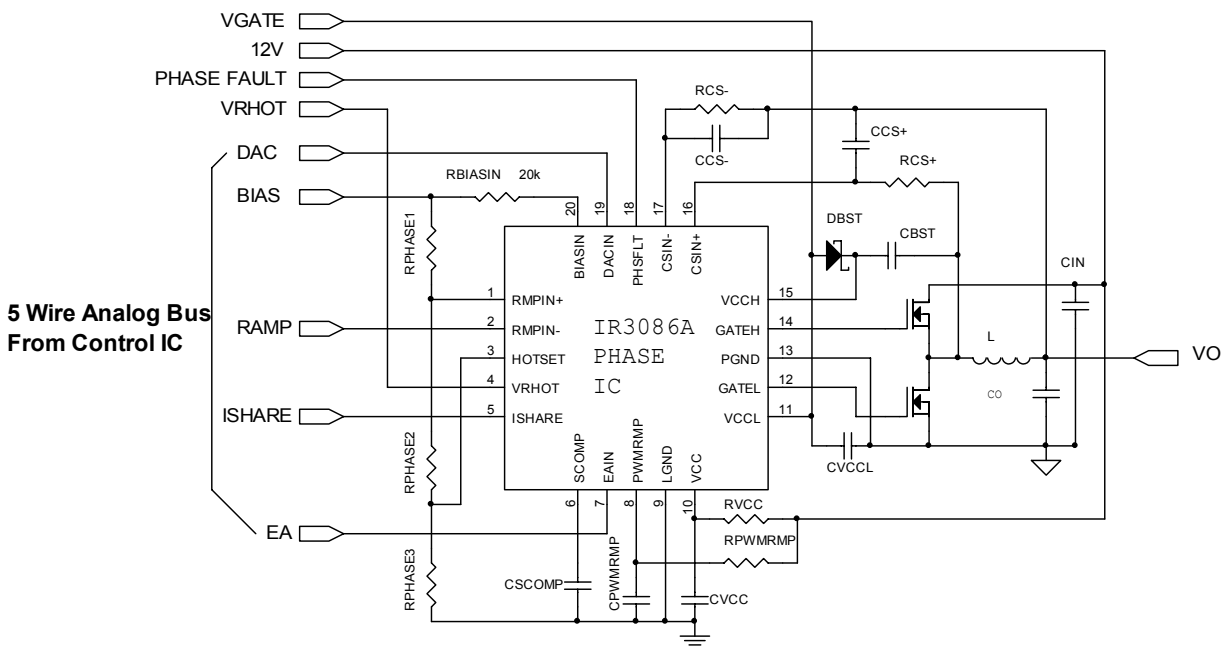 VGATE
12V
PHASE FAULT
VRHOT
DAC
BIAS
5 Wire Analog Bus
From Control IC
RAMP
ISHARE
EA
RBIASIN 20k
RPHASE1
RPHASE2
RPHASE3
RCS-
CCS-
CCS+
RCS+
DBST
CBST
CIN
20
19
18
17
16
BIASIN
DACIN
PHSFLT
CSIN-
CSIN+
1 RMPIN+
2 RMPIN-
3 HOTSET
4 VRHOT
5 ISHARE
IR3086A
PHASE
IC
VCCH 15
GATEH 14
PGND 13
GATEL 12
VCCL 11
SCOMP
EAIN
PWMRMP
LGND
VCC
6
7
8
9
10
L
CO
VO
CVCCL
RVCC
RPWMRMP
CSCOMP
CPWMRMP
CVCC